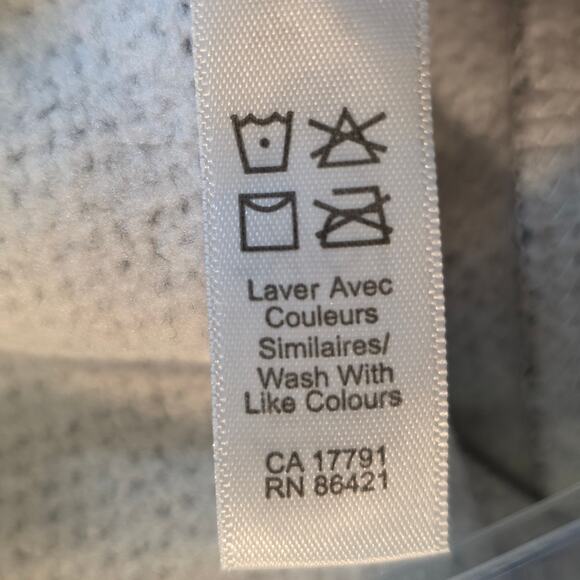 Laver Avec
Couleurs
Similaires/
Wash With
Like Colours
CA 17791
RN 86421